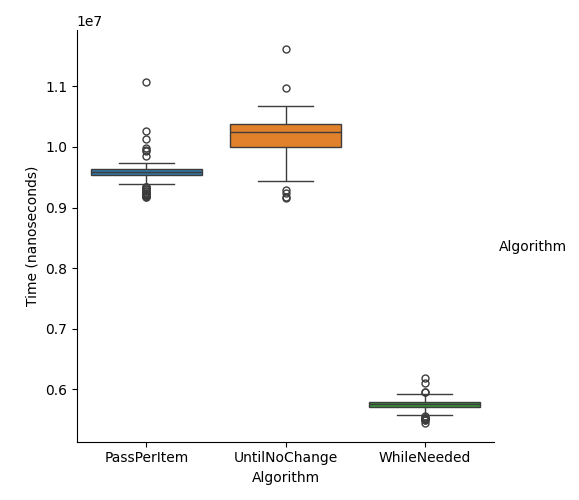 1e7
1.1
1.0
0.9
0.8
0.7
0.6
Time (nanoseconds)
PassPerItem
UntilNoChange
WhileNeeded
Algorithm
Algorithm